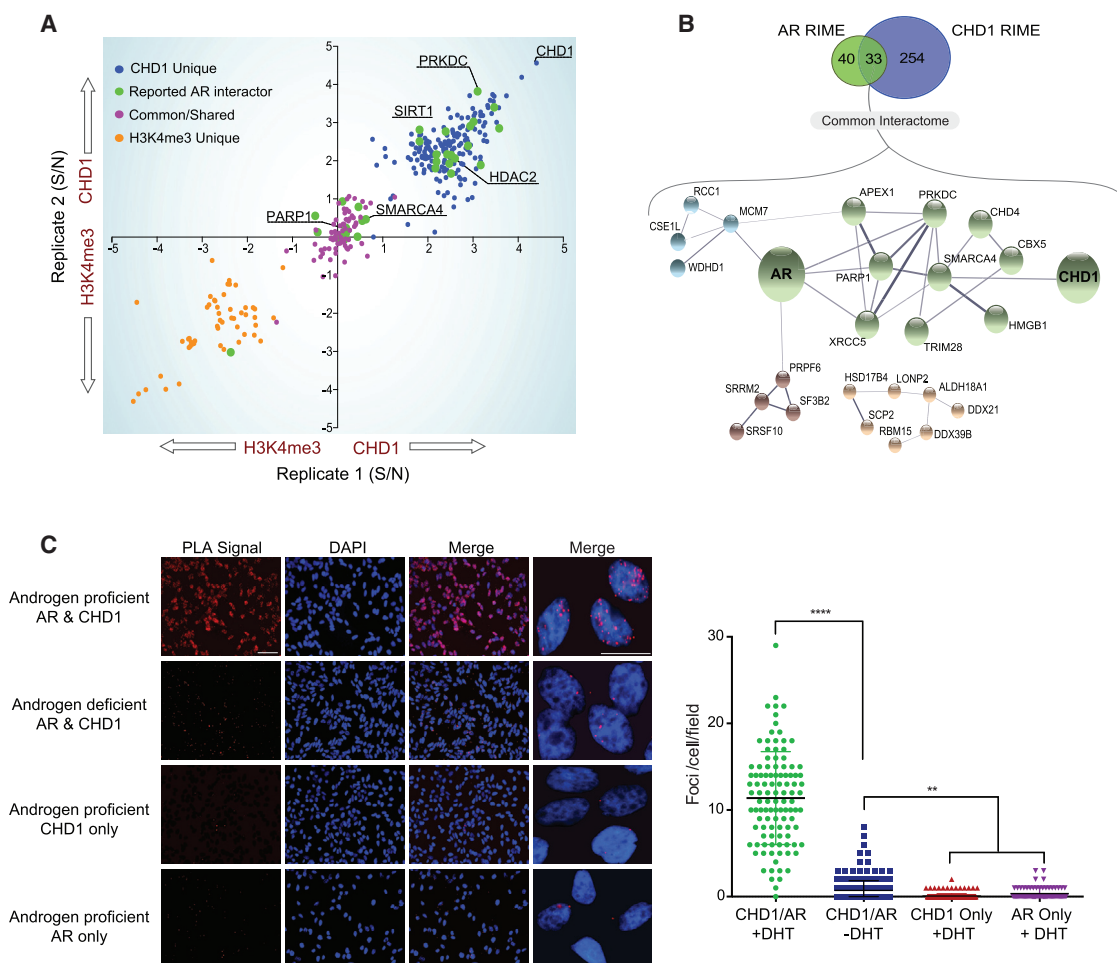 A
CHD1 Unique
Reported AR interactor
Common/Shared
H3K4me3 Unique
CHD1
PRKDC
SIRT1
HDAC2
PARP1
SMARCA4
5
4
3
2
1
0
-1
-2
-3
-4
-5
-5 -4 -3 -2 -1 1 2 3 4 5
Replicate 2 (S/N)
H3K4me3 CHD1
H3K4me3 CHD1
Replicate 1 (S/N)
B
AR RIME
CHD1 RIME
40 33 254
Common Interactome
RCC1
MCM7
CSE1L
WDHD1
APEX1
PRKDC
CHD4
CBX5
SMARCA4
AR
PARP1
CHD1
HMGB1
XRCC5
TRIM28
PRPF6
SRRM2
SF3B2
SRSF10
HSD17B4
LONP2
ALDH18A1
DDX21
SCP2
RBM15
DDX39B
C
PLA Signal DAPI Merge Merge
Androgen proficient
AR & CHD1
Androgen deficient
AR & CHD1
Androgen proficient
CHD1 only
Androgen proficient
AR only
Foci /cell/field
30
20
10
0
****
**
CHD1/AR
+DHT
CHD1/AR
-DHT
CHD1 Only
+DHT
AR Only
+ DHT